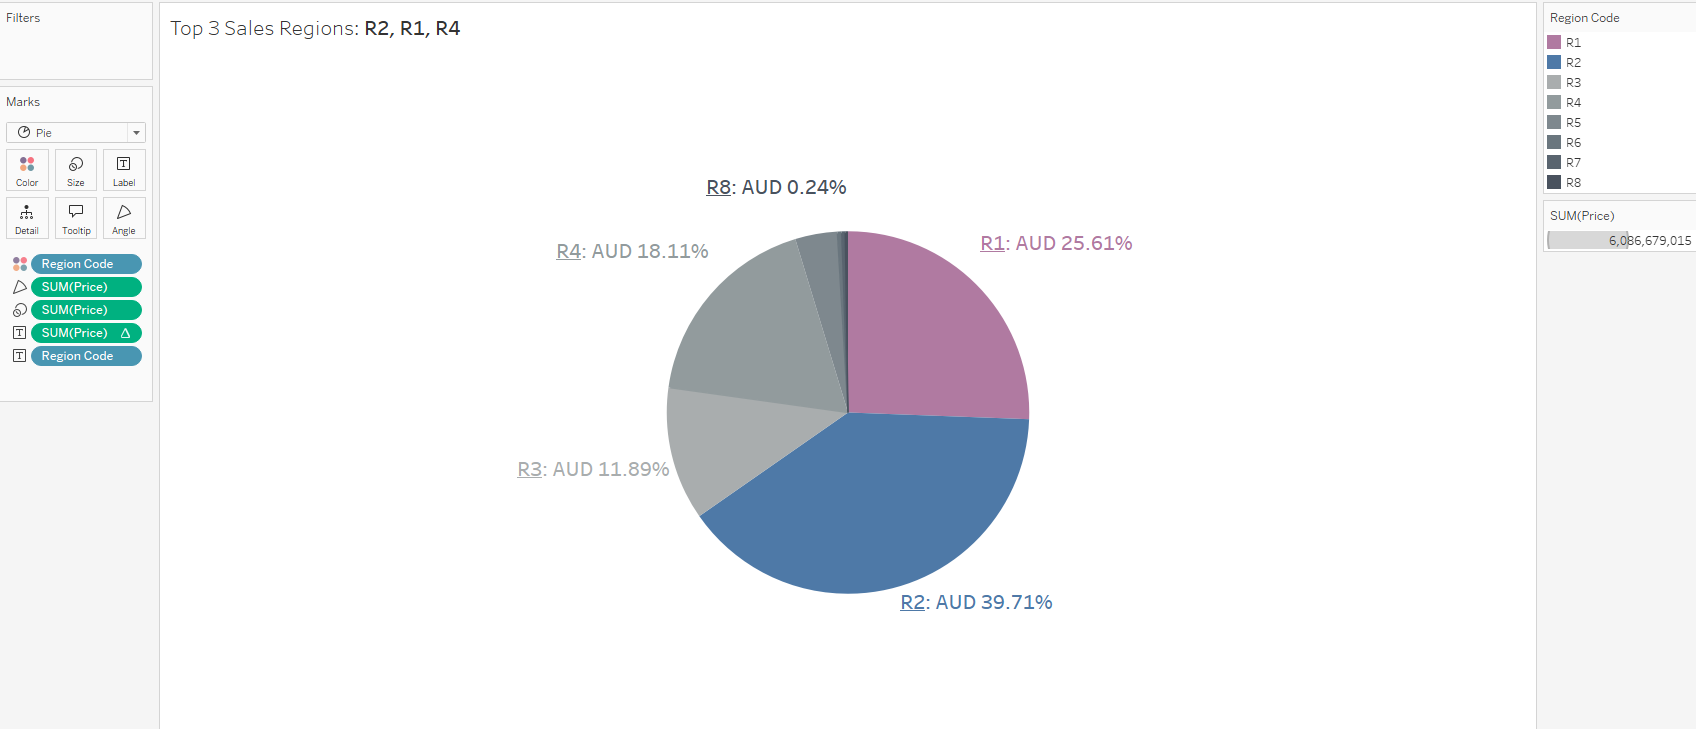 Filters
Marks
Pie
Color
Size
Label
Detail
Tooltip
Angle
Region Code
SUM(Price)
SUM(Price)
SUM(Price) Δ
Region Code
Top 3 Sales Regions: R2, R1, R4
R8: AUD 0.24%
R4: AUD 18.11%
R1: AUD 25.61%
R3: AUD 11.89%
R2: AUD 39.71%
Region Code
R1
R2
R3
R4
R5
R6
R7
R8
SUM(Price)
6,086,679,015